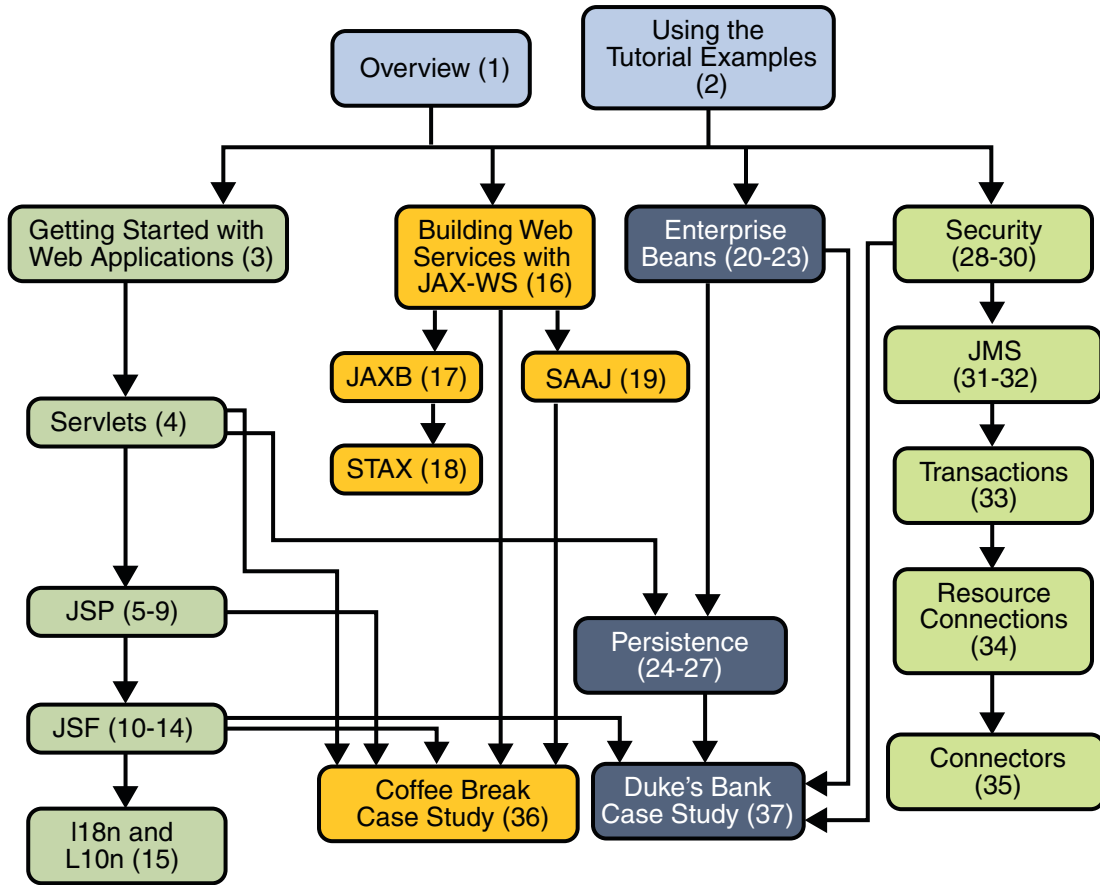 Overview (1)
Using the
Tutorial Examples
(2)
Getting Started with
Web Applications (3)
Building Web
Services with
JAX-WS (16)
Enterprise
Beans (20-23)
Security
(28-30)
JAXB (17)
SAAJ (19)
JMS
(31-32)
Servlets (4)
STAX (18)
Transactions
(33)
JSP (5-9)
Persistence
(24-27)
Resource
Connections
(34)
JSF (10-14)
Coffee Break
Case Study (36)
Duke's Bank
Case Study (37)
Connectors
(35)
I18n and
L10n (15)